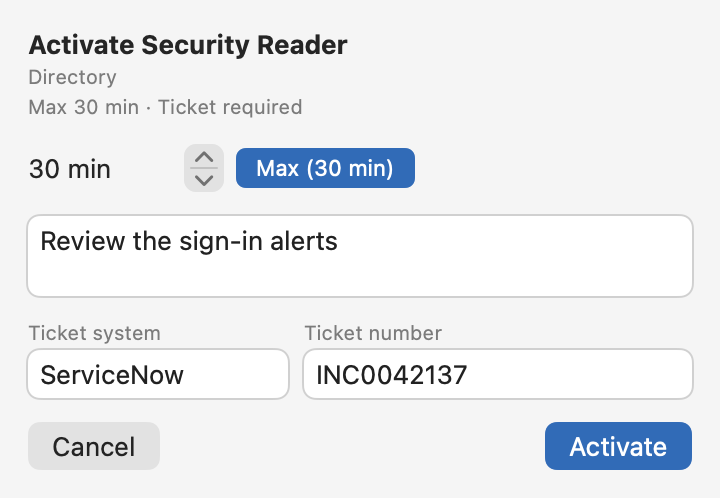 Activate Security Reader
Directory
Max 30 min · Ticket required
30 min
Max (30 min)
Review the sign-in alerts
Ticket system
Ticket number
ServiceNow
INC0042137
Cancel
Activate